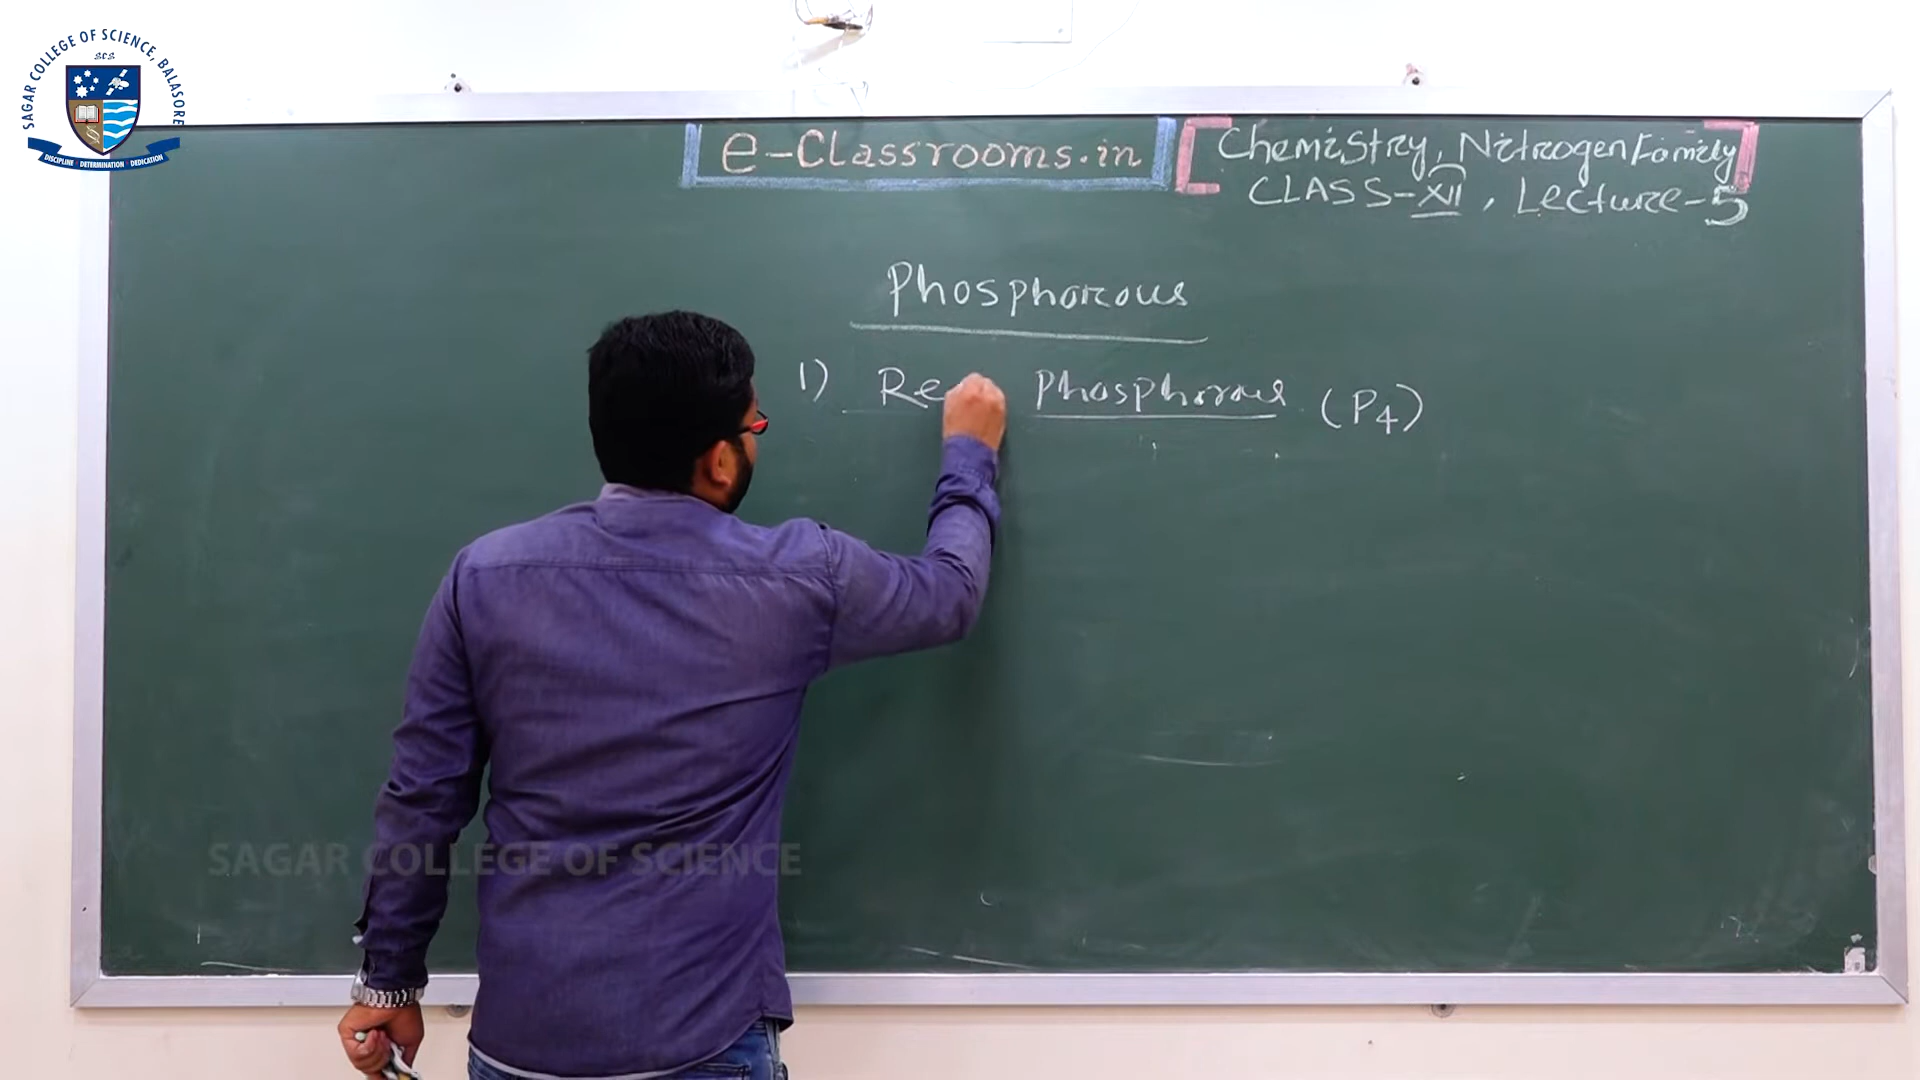 SAGAR COLLEGE OF SCIENCE, BALASORE
SCS
DISCIPLINE DETERMINATION DEDICATION
e-Classrooms.in
Chemistry, Nitrogen Family
CLASS-XII, Lecture-5
Phosphorous
1) Re Phosphorous (P4)
SAGAR COLLEGE OF SCIENCE